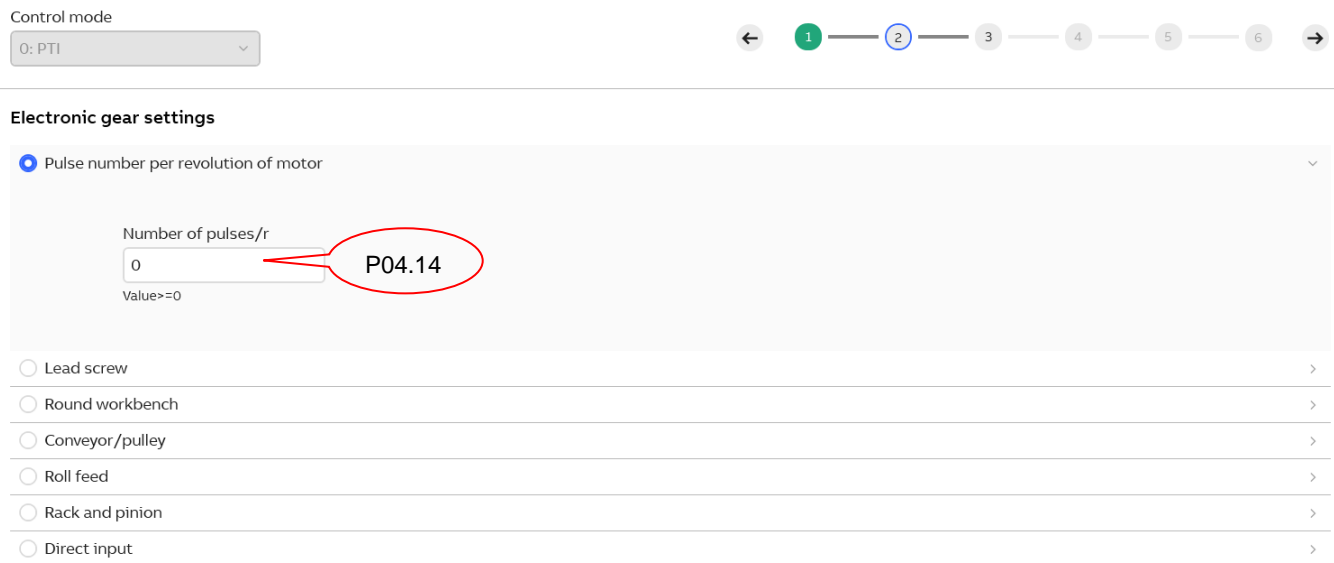 Control mode
0: PTI
1 2 3 4 5 6
Electronic gear settings
Pulse number per revolution of motor
Number of pulses/r
0
P04.14
Value>=0
Lead screw
Round workbench
Conveyor/pulley
Roll feed
Rack and pinion
Direct input